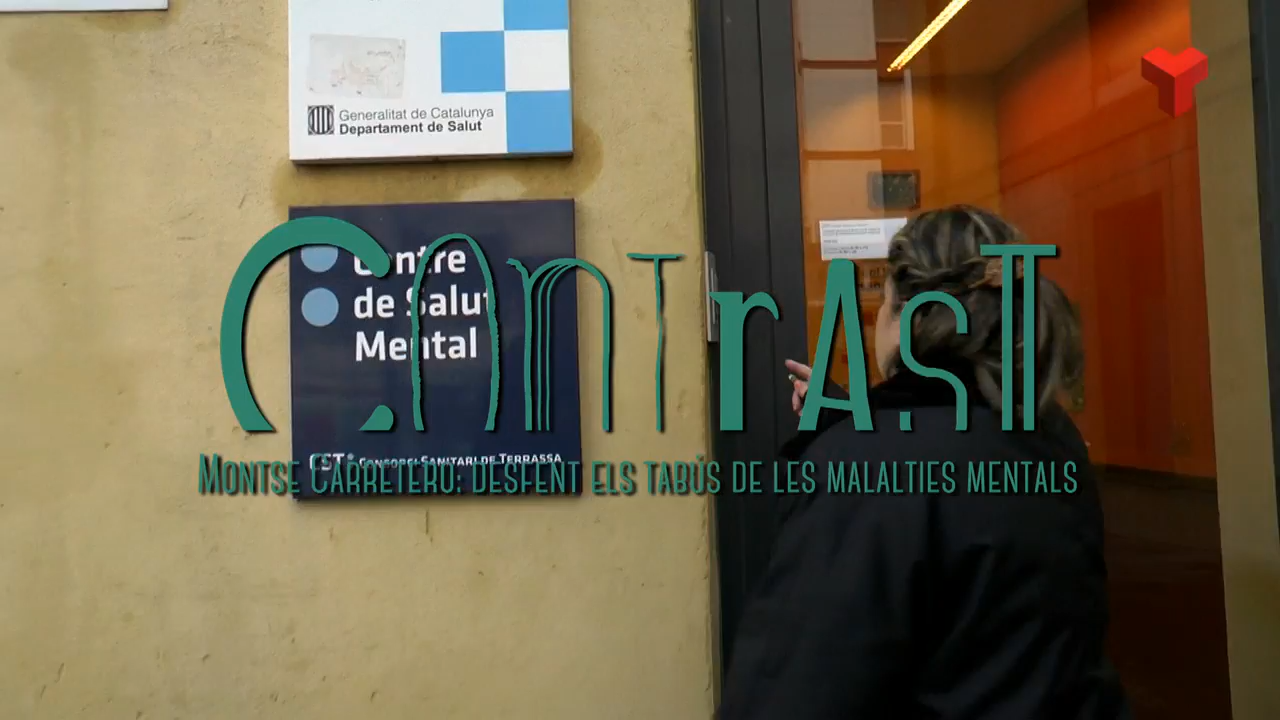 Generalitat de Catalunya
Departament de Salut
Centre
de Salut
Mental
CST
Consorci Sanitari de Terrassa
Contrast
Montse Carretero: desfent els tabús de les malalties mentals